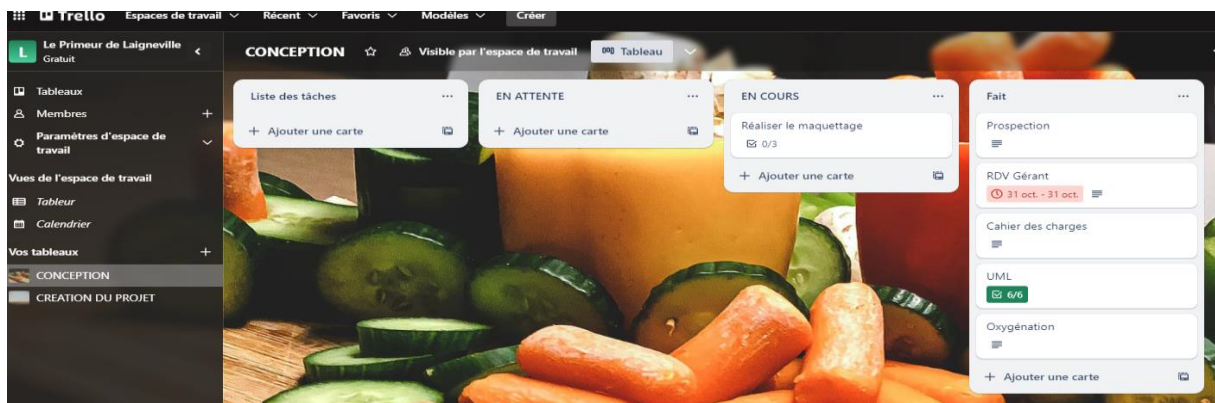 Trello Espaces de travail Récent Favoris Modèles Créer
L Le Primeur de Laigneville
Gratuit
CONCEPTION Visible par l'espace de travail Tableau
Tableaux
Membres
Paramètres d'espace de
travail
Vues de l'espace de travail
Tableur
Calendrier
Vos tableaux
CONCEPTION
CREATION DU PROJET
Liste des tâches
+ Ajouter une carte
EN ATTENTE
+ Ajouter une carte
EN COURS
Réaliser le maquettage
0/3
+ Ajouter une carte
Fait
Prospection
RDV Gérant
31 oct. - 31 oct.
Cahier des charges
UML
6/6
Oxygénation
+ Ajouter une carte